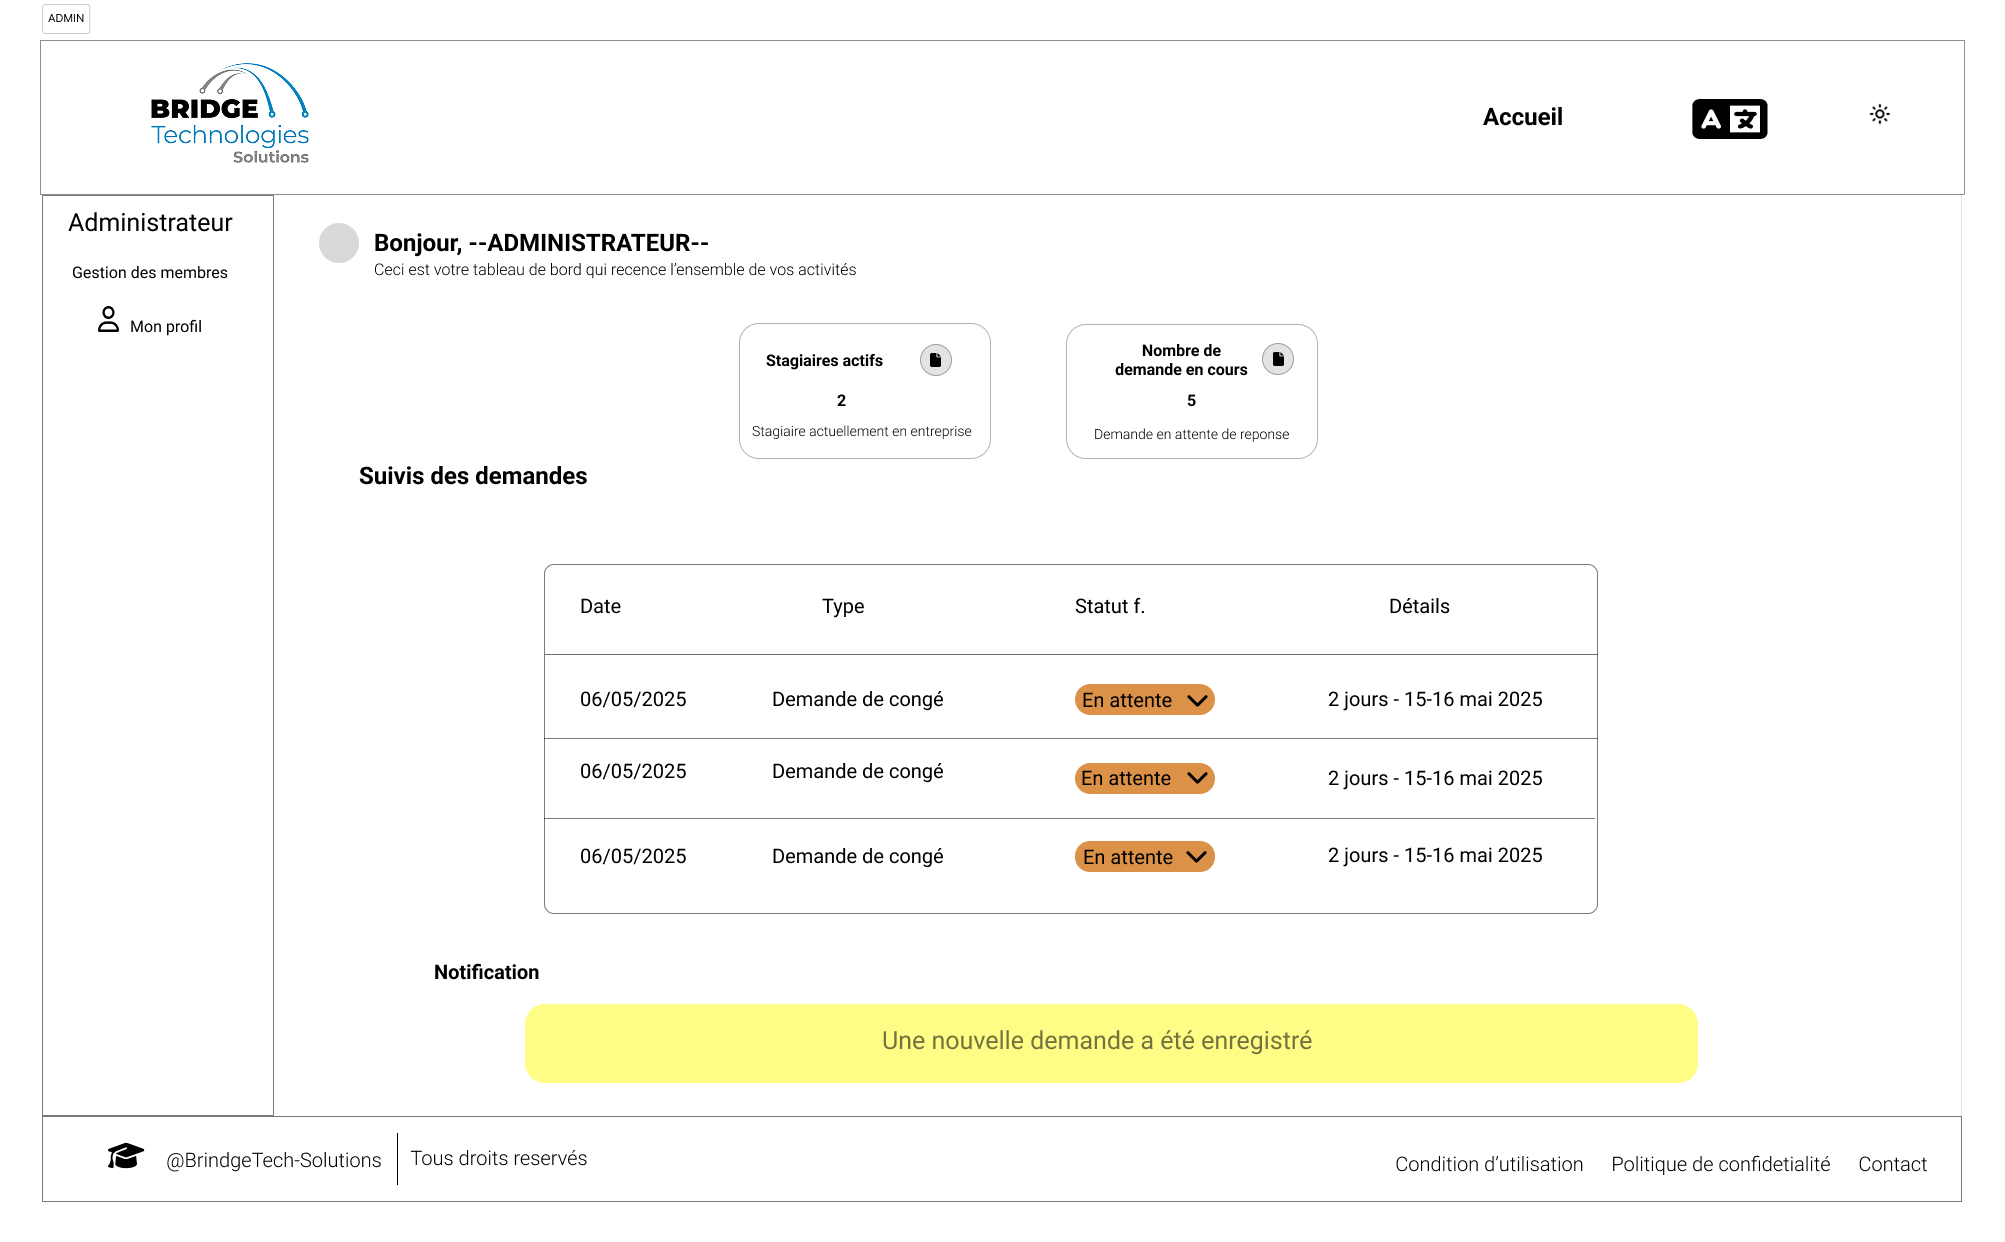 ADMIN
BRIDGE
Technologies
Solutions
Accueil
A 文
Administrateur
Gestion des membres
Mon profil
Bonjour, --ADMINISTRATEUR--
Ceci est votre tableau de bord qui recence l’ensemble de vos activités
Stagiaires actifs
2
Stagiaire actuellement en entreprise
Nombre de
demande en cours
5
Demande en attente de reponse
Suivis des demandes
Date Type Statut f. Détails
06/05/2025 Demande de congé En attente 2 jours - 15-16 mai 2025
06/05/2025 Demande de congé En attente 2 jours - 15-16 mai 2025
06/05/2025 Demande de congé En attente 2 jours - 15-16 mai 2025
Notification
Une nouvelle demande a été enregistré
@BrindgeTech-Solutions Tous droits reservés
Condition d’utilisation Politique de confidetialité Contact